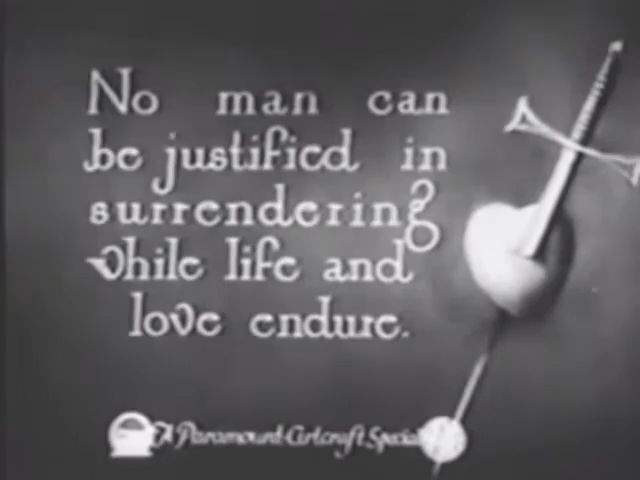 No man can
be justified in
surrendering
while life and
love endure.
A Paramount-Artcraft Special